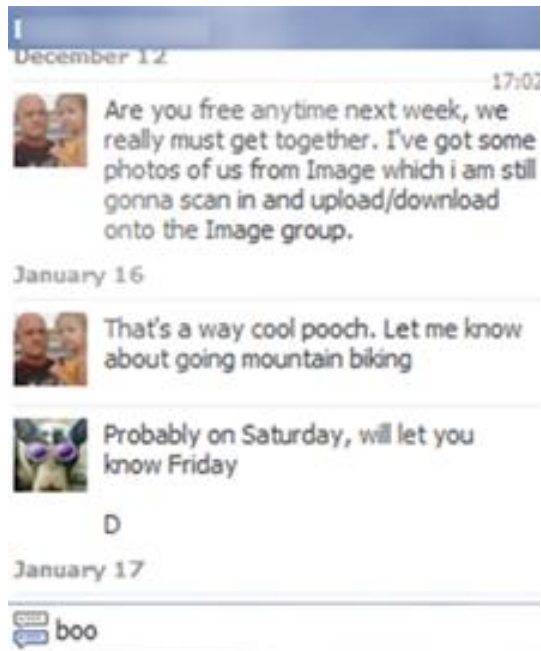 I
December 12
17:02
Are you free anytime next week, we
really must get together. I've got some
photos of us from Image which i am still
gonna scan in and upload/download
onto the Image group.
January 16
That's a way cool pooch. Let me know
about going mountain biking
Probably on Saturday, will let you
know Friday
D
January 17
boo